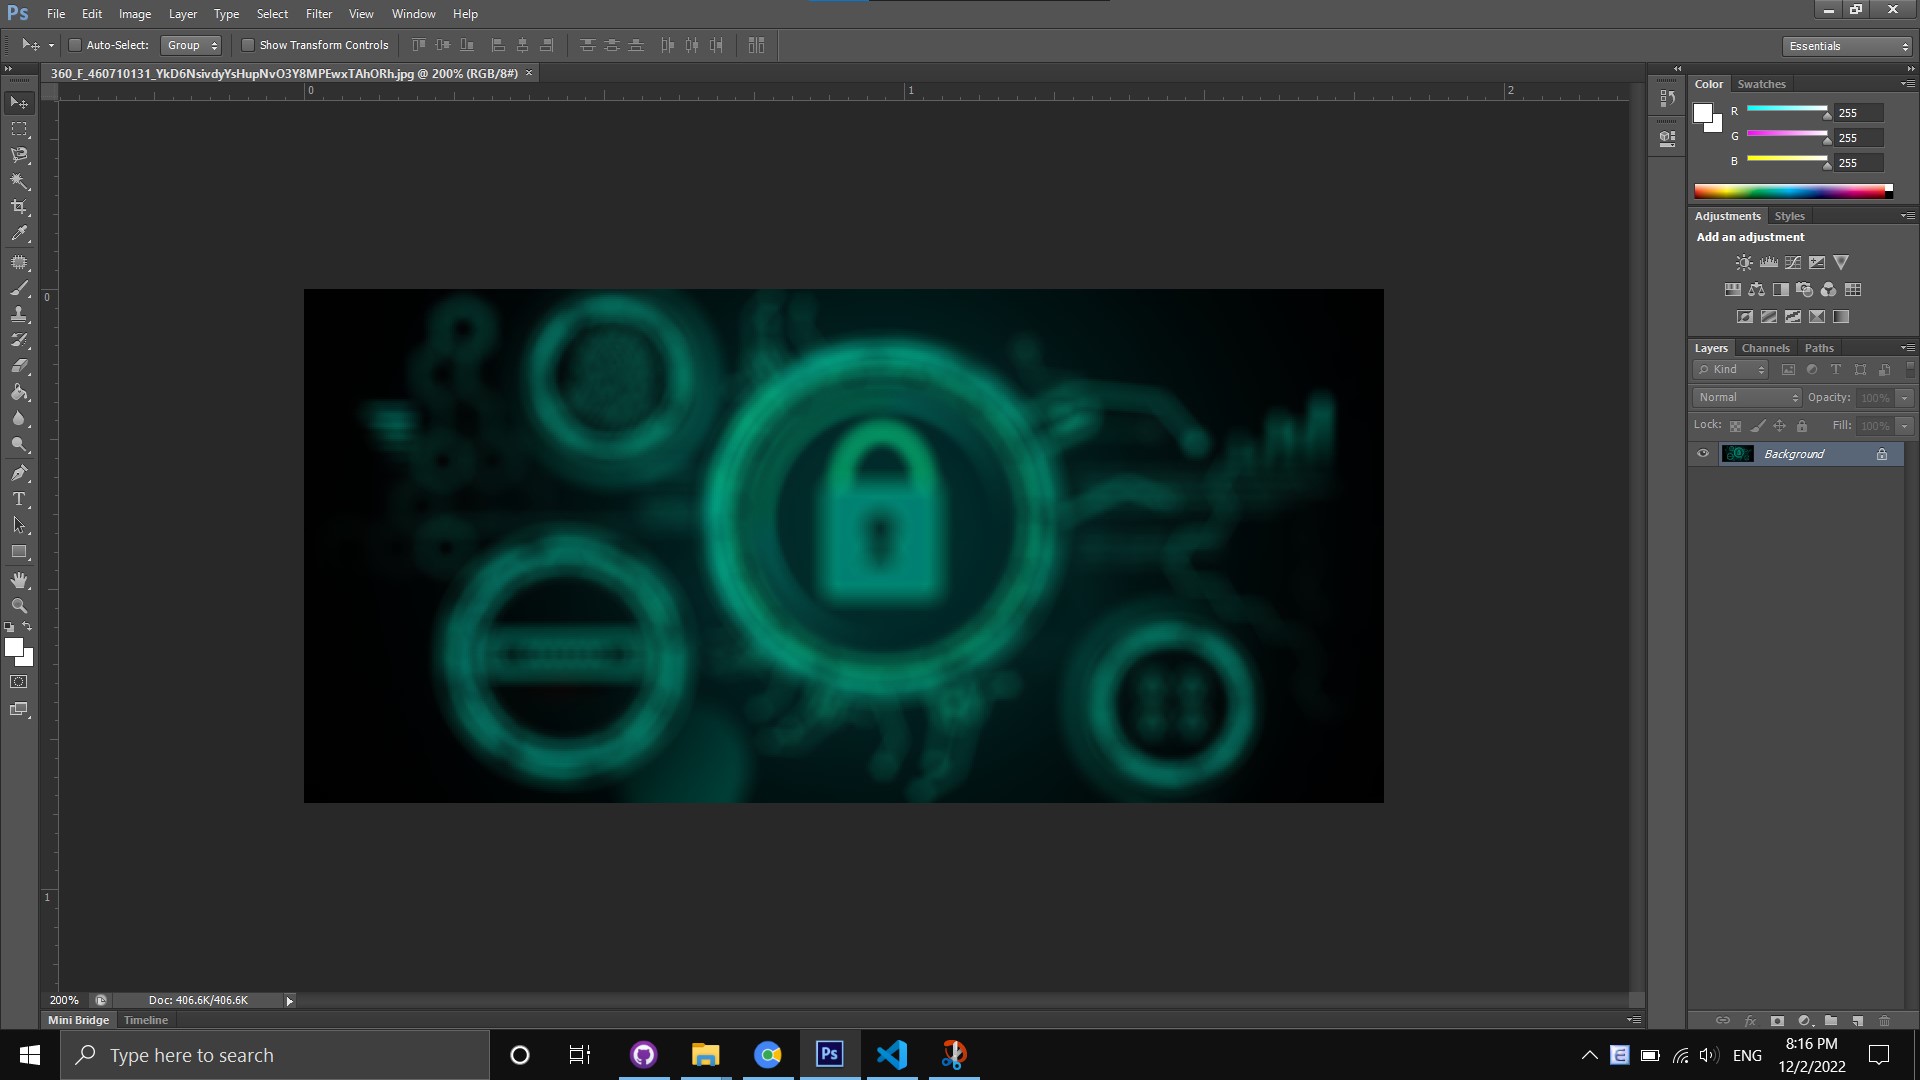 Ps File Edit Image Layer Type Select Filter View Window Help
Auto-Select: Group Show Transform Controls Essentials
360_F_460710131_YkD6NsivdyYsHupNvO3Y8MPEwxTAhORh.jpg @ 200% (RGB/8#) ×
0 1 2
0
1
Color Swatches
R 255
G 255
B 255
Adjustments Styles
Add an adjustment
Layers Channels Paths
Kind
Normal Opacity: 100%
Lock: Fill: 100%
Background
200% Doc: 406.6K/406.6K
Mini Bridge Timeline
Type here to search
Ps
ENG
8:16 PM
12/2/2022